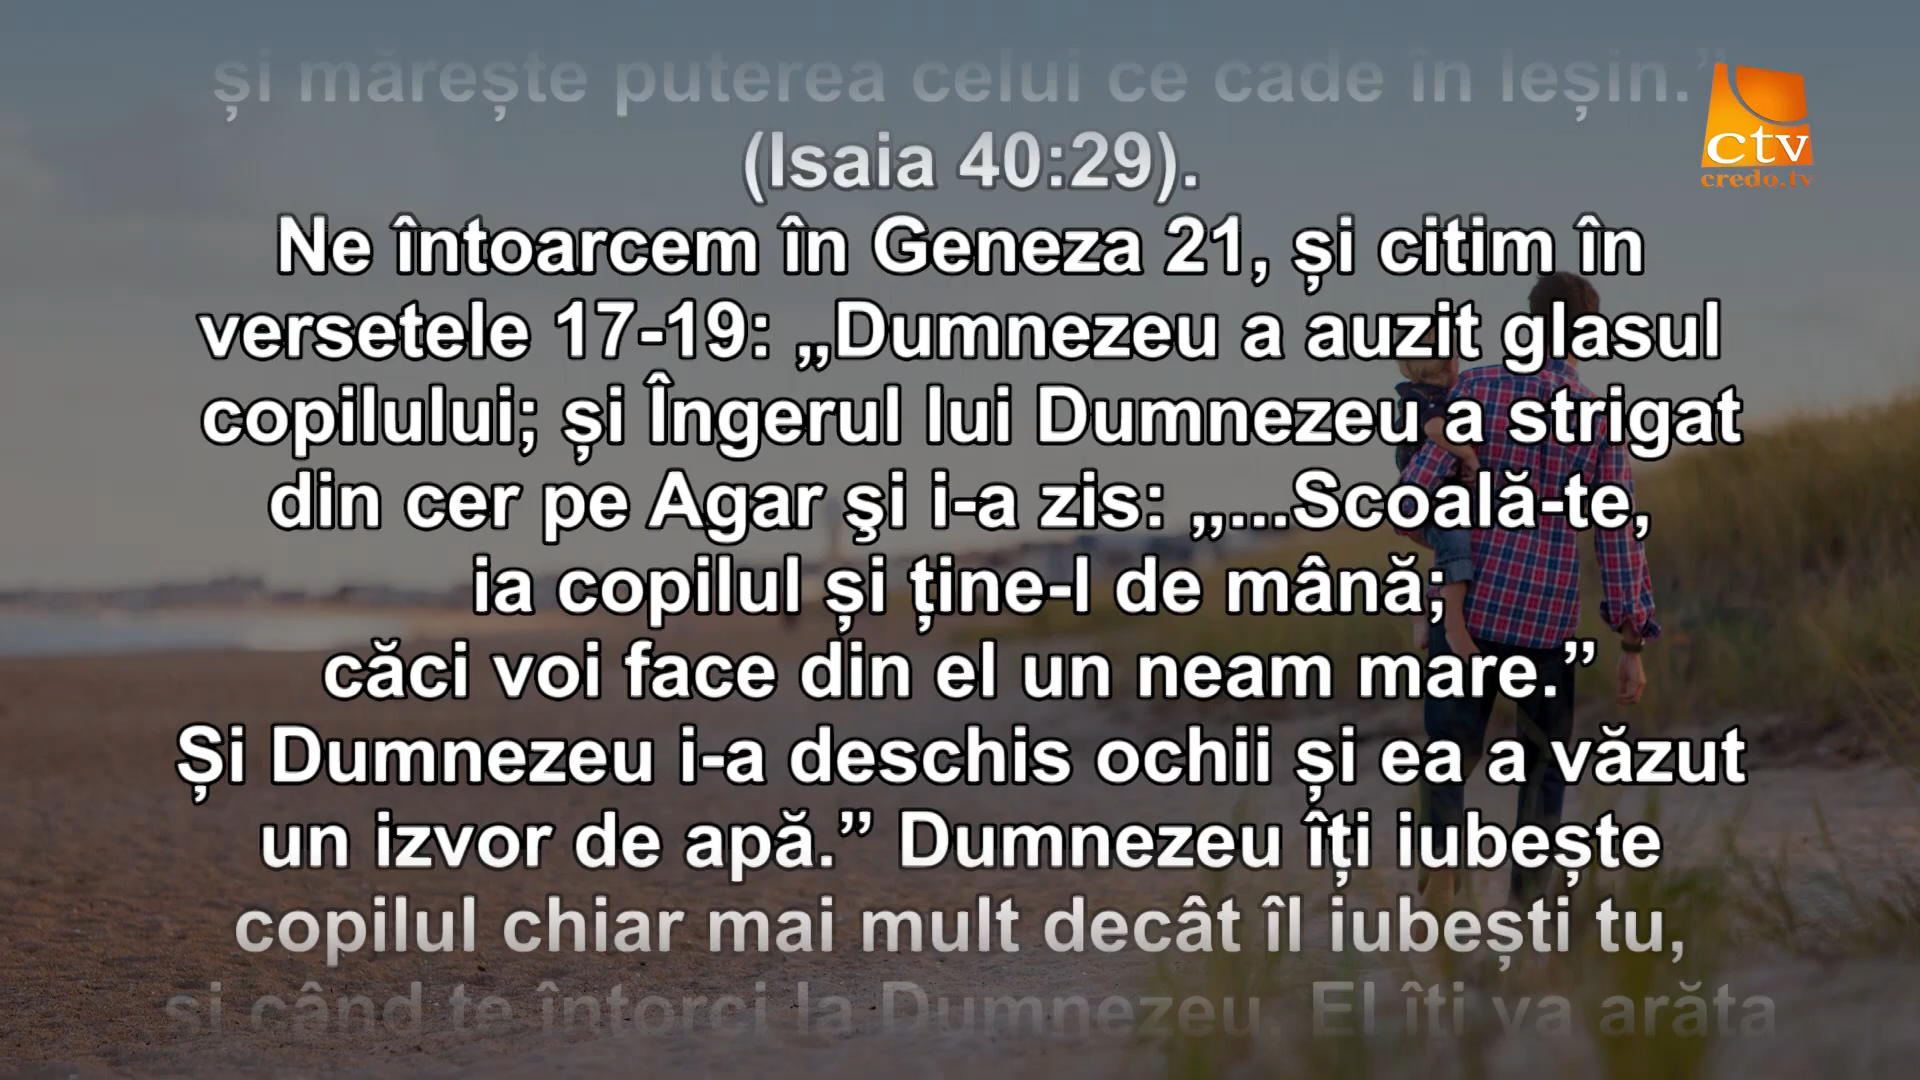 și mărește puterea celui ce cade în leșin.”
(Isaia 40:29).
Ne întoarcem în Geneza 21, și citim în
versetele 17-19: „Dumnezeu a auzit glasul
copilului; și Îngerul lui Dumnezeu a strigat
din cer pe Agar şi i-a zis: „...Scoală-te,
ia copilul și ține-l de mână;
căci voi face din el un neam mare.”
Și Dumnezeu i-a deschis ochii și ea a văzut
un izvor de apă.” Dumnezeu îți iubește
copilul chiar mai mult decât îl iubești tu,
și când te întorci la Dumnezeu, El îți va arăta
ctv
credo.tv